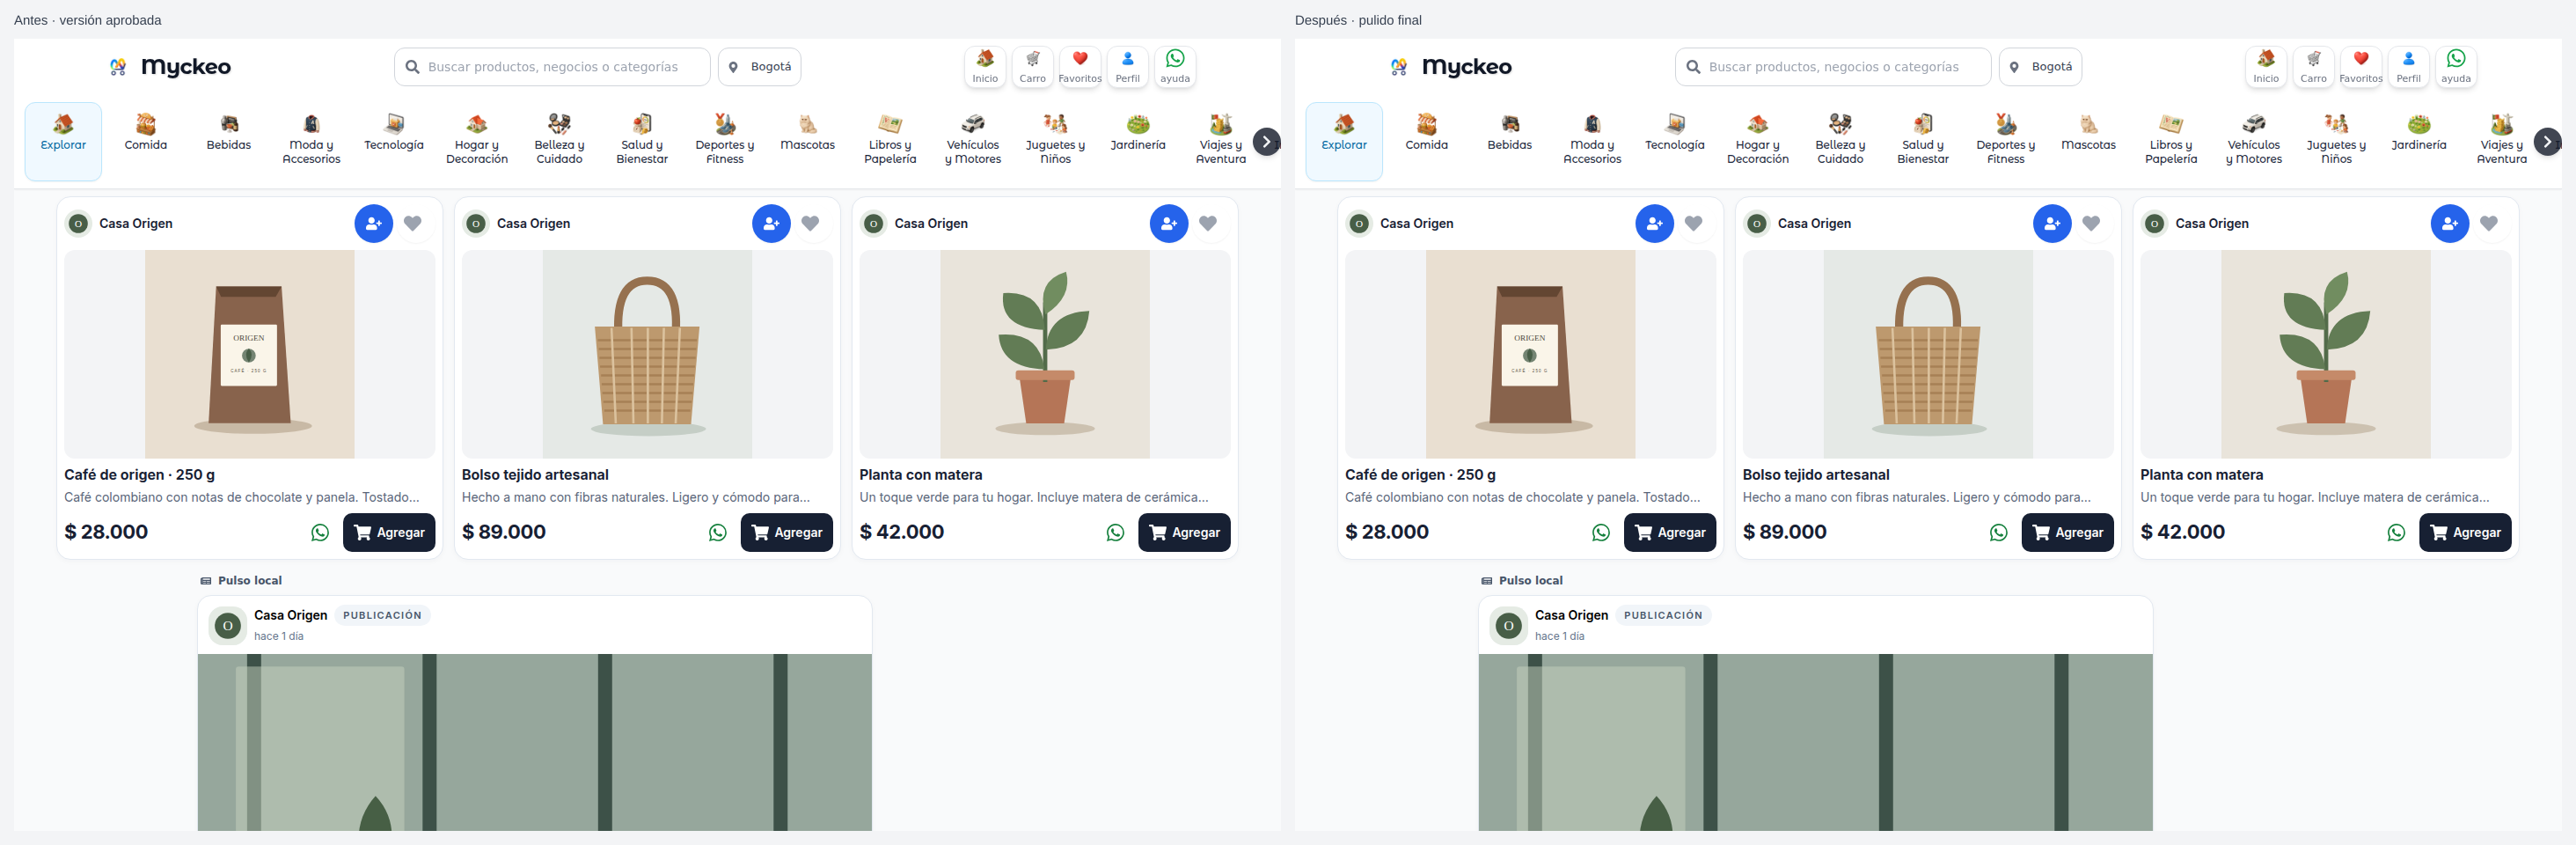 Antes · versión aprobada
Myckeo
Buscar productos, negocios o categorías
Bogotá
Inicio
Carro
Favoritos
Perfil
ayuda
Explorar
Comida
Bebidas
Moda y
Accesorios
Tecnología
Hogar y
Decoración
Belleza y
Cuidado
Salud y
Bienestar
Deportes y
Fitness
Mascotas
Libros y
Papelería
Vehículos
y Motores
Juguetes y
Niños
Jardinería
Viajes y
Aventura
O Casa Origen
O Casa Origen
O Casa Origen
ORIGEN
CAFÉ · 250 G
Café de origen · 250 g
Café colombiano con notas de chocolate y panela. Tostado...
$ 28.000
Agregar
Bolso tejido artesanal
Hecho a mano con fibras naturales. Ligero y cómodo para...
$ 89.000
Agregar
Planta con matera
Un toque verde para tu hogar. Incluye matera de cerámica...
$ 42.000
Agregar
Pulso local
O
Casa Origen PUBLICACIÓN
hace 1 día
Después · pulido final
Myckeo
Buscar productos, negocios o categorías
Bogotá
Inicio
Carro
Favoritos
Perfil
ayuda
Explorar
Comida
Bebidas
Moda y
Accesorios
Tecnología
Hogar y
Decoración
Belleza y
Cuidado
Salud y
Bienestar
Deportes y
Fitness
Mascotas
Libros y
Papelería
Vehículos
y Motores
Juguetes y
Niños
Jardinería
Viajes y
Aventura
O Casa Origen
O Casa Origen
O Casa Origen
ORIGEN
CAFÉ · 250 G
Café de origen · 250 g
Café colombiano con notas de chocolate y panela. Tostado...
$ 28.000
Agregar
Bolso tejido artesanal
Hecho a mano con fibras naturales. Ligero y cómodo para...
$ 89.000
Agregar
Planta con matera
Un toque verde para tu hogar. Incluye matera de cerámica...
$ 42.000
Agregar
Pulso local
O
Casa Origen PUBLICACIÓN
hace 1 día